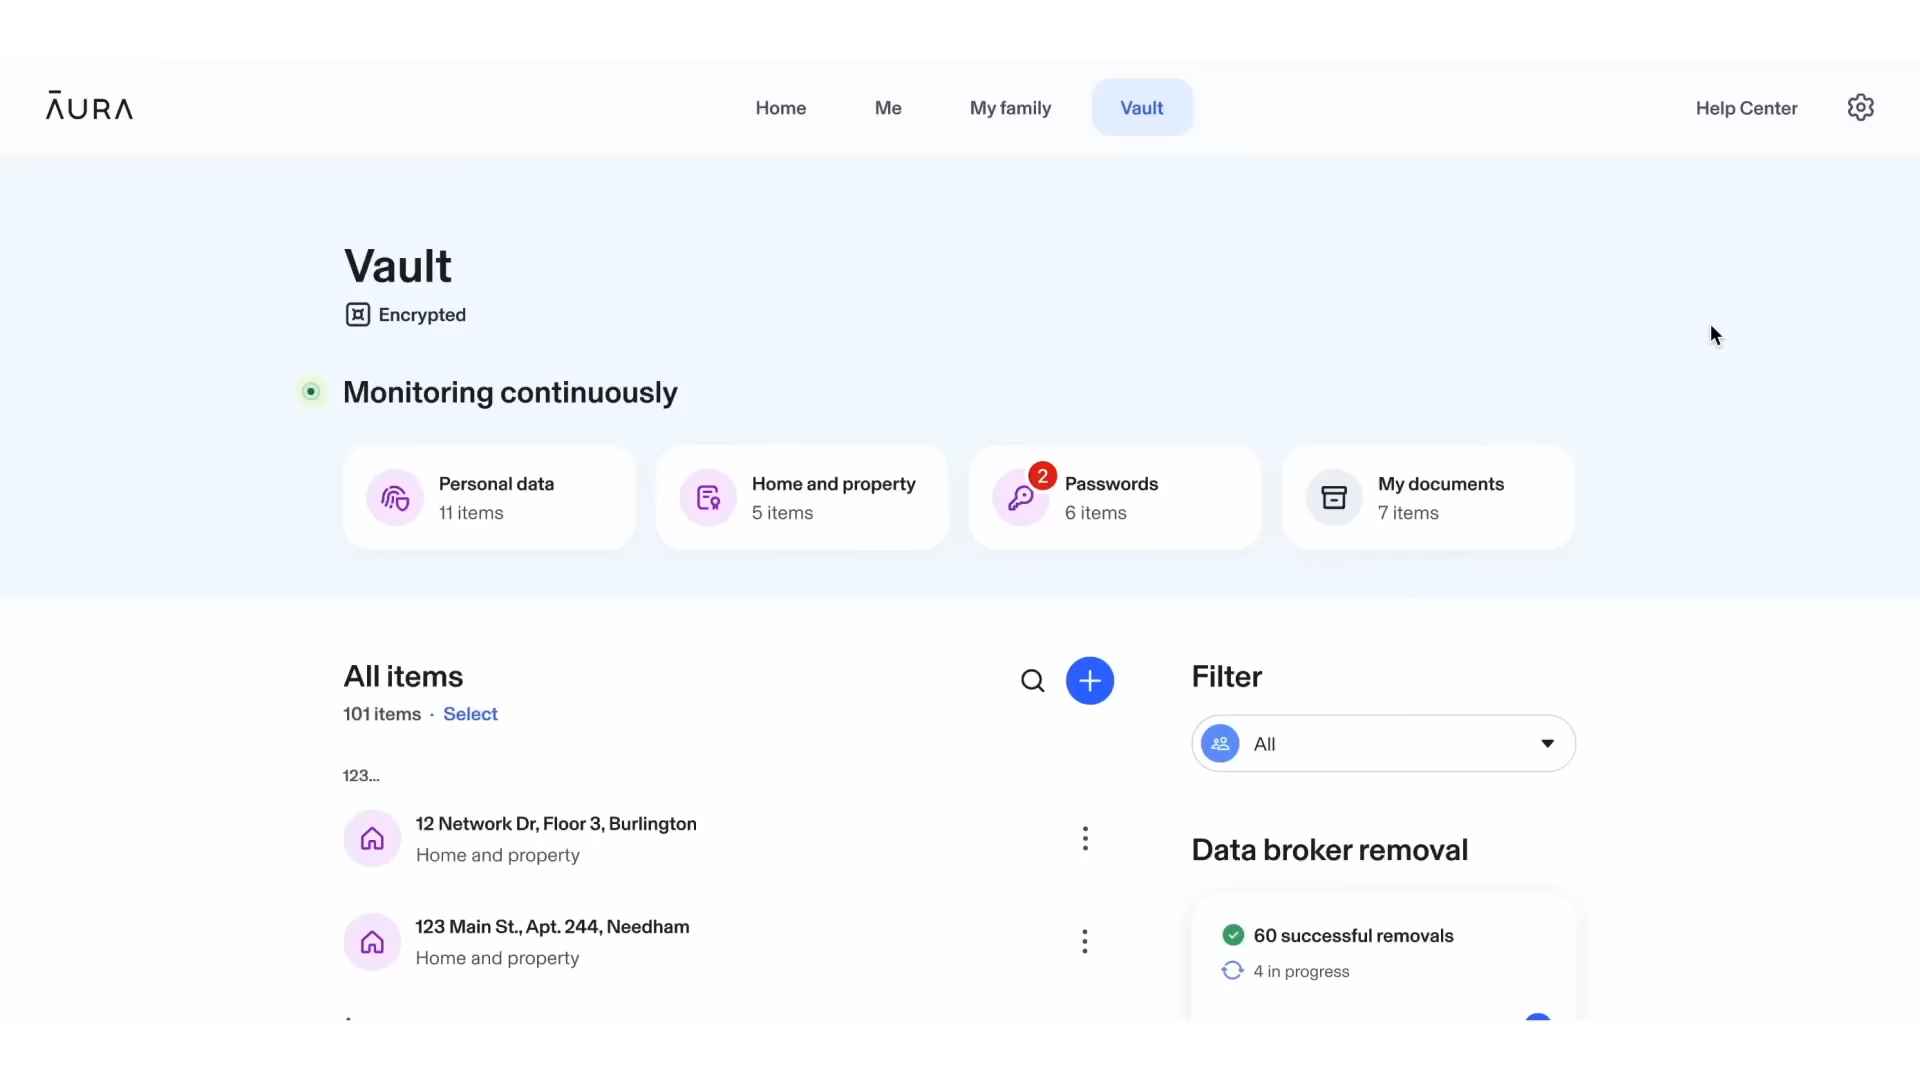 ĀURA
Home
Me
My family
Vault
Help Center
Vault
Encrypted
Monitoring continuously
Personal data
11 items
Home and property
5 items
2
Passwords
6 items
My documents
7 items
All items
101 items · Select
123...
12 Network Dr, Floor 3, Burlington
Home and property
123 Main St., Apt. 244, Needham
Home and property
Filter
All
Data broker removal
60 successful removals
4 in progress